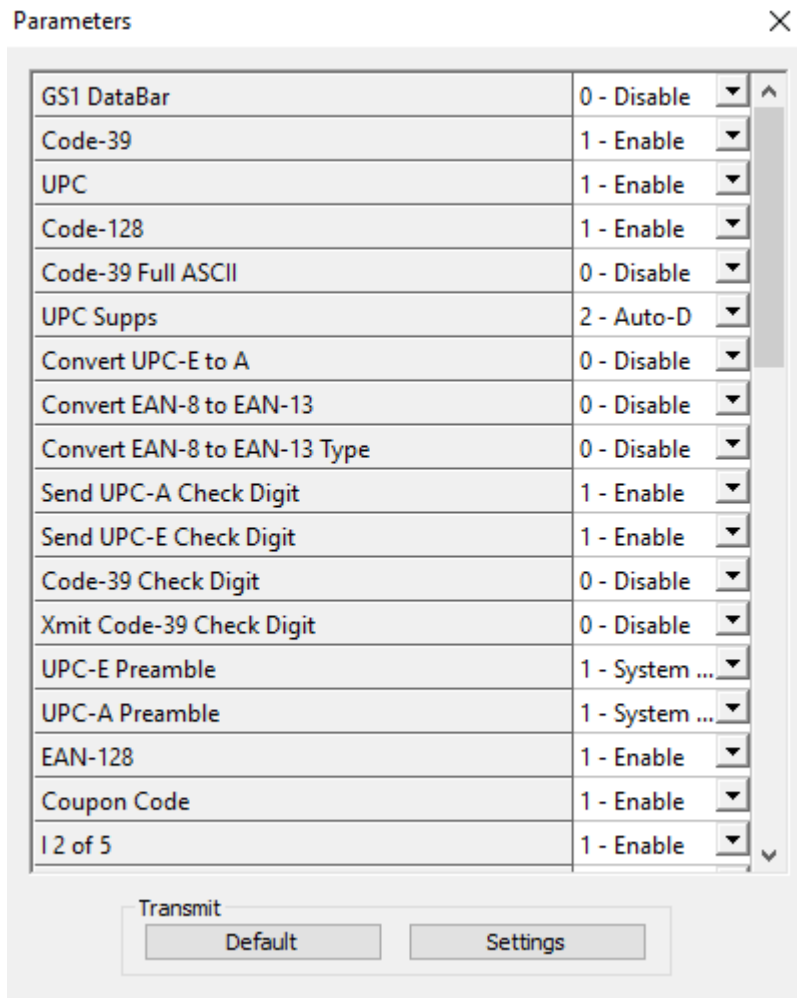 Parameters
GS1 DataBar 0 - Disable
Code-39 1 - Enable
UPC 1 - Enable
Code-128 1 - Enable
Code-39 Full ASCII 0 - Disable
UPC Supps 2 - Auto-D
Convert UPC-E to A 0 - Disable
Convert EAN-8 to EAN-13 0 - Disable
Convert EAN-8 to EAN-13 Type 0 - Disable
Send UPC-A Check Digit 1 - Enable
Send UPC-E Check Digit 1 - Enable
Code-39 Check Digit 0 - Disable
Xmit Code-39 Check Digit 0 - Disable
UPC-E Preamble 1 - System ...
UPC-A Preamble 1 - System ...
EAN-128 1 - Enable
Coupon Code 1 - Enable
I 2 of 5 1 - Enable
Transmit
Default Settings